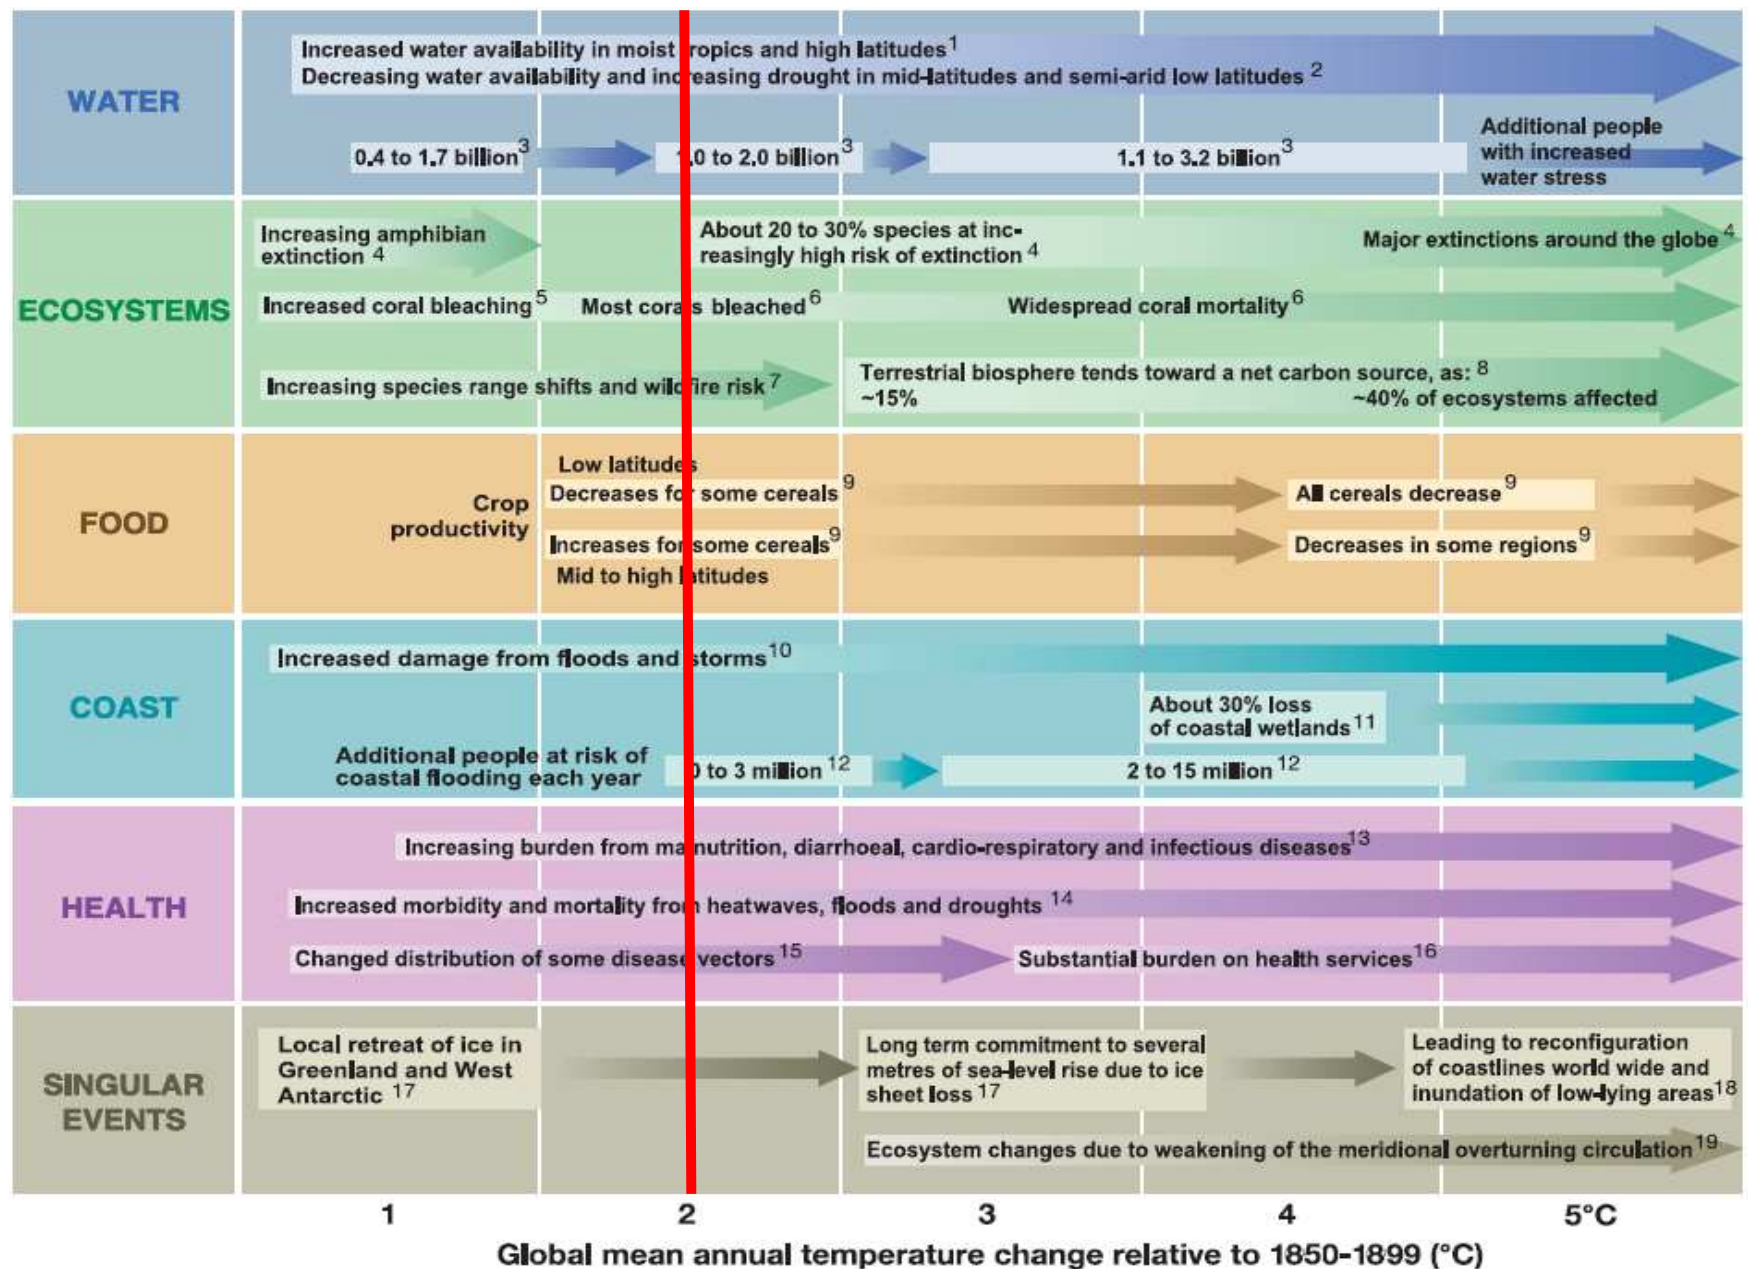 WATER
Increased water availability in moist tropics and high latitudes 1
Decreasing water availability and increasing drought in mid-latitudes and semi-arid low latitudes 2
0.4 to 1.7 billion 3
1.0 to 2.0 billion 3
1.1 to 3.2 billion 3
Additional people
with increased
water stress
ECOSYSTEMS
Increasing amphibian
extinction 4
About 20 to 30% species at inc-
reasingly high risk of extinction 4
Major extinctions around the globe 4
Increased coral bleaching 5
Most corals bleached 6
Widespread coral mortality 6
Increasing species range shifts and wildfire risk 7
Terrestrial biosphere tends toward a net carbon source, as: 8
~15%
~40% of ecosystems affected
FOOD
Crop
productivity
Low latitudes
Decreases for some cereals 9
All cereals decrease 9
Increases for some cereals 9
Mid to high latitudes
Decreases in some regions 9
COAST
Increased damage from floods and storms 10
About 30% loss
of coastal wetlands 11
Additional people at risk of
coastal flooding each year
0 to 3 million 12
2 to 15 million 12
HEALTH
Increasing burden from malnutrition, diarrhoeal, cardio-respiratory and infectious diseases 13
Increased morbidity and mortality from heatwaves, floods and droughts 14
Changed distribution of some disease vectors 15
Substantial burden on health services 16
SINGULAR
EVENTS
Local retreat of ice in
Greenland and West
Antarctic 17
Long term commitment to several
metres of sea-level rise due to ice
sheet loss 17
Leading to reconfiguration
of coastlines world wide and
inundation of low-lying areas 18
Ecosystem changes due to weakening of the meridional overturning circulation 19
1 2 3 4 5°C
Global mean annual temperature change relative to 1850-1899 (°C)